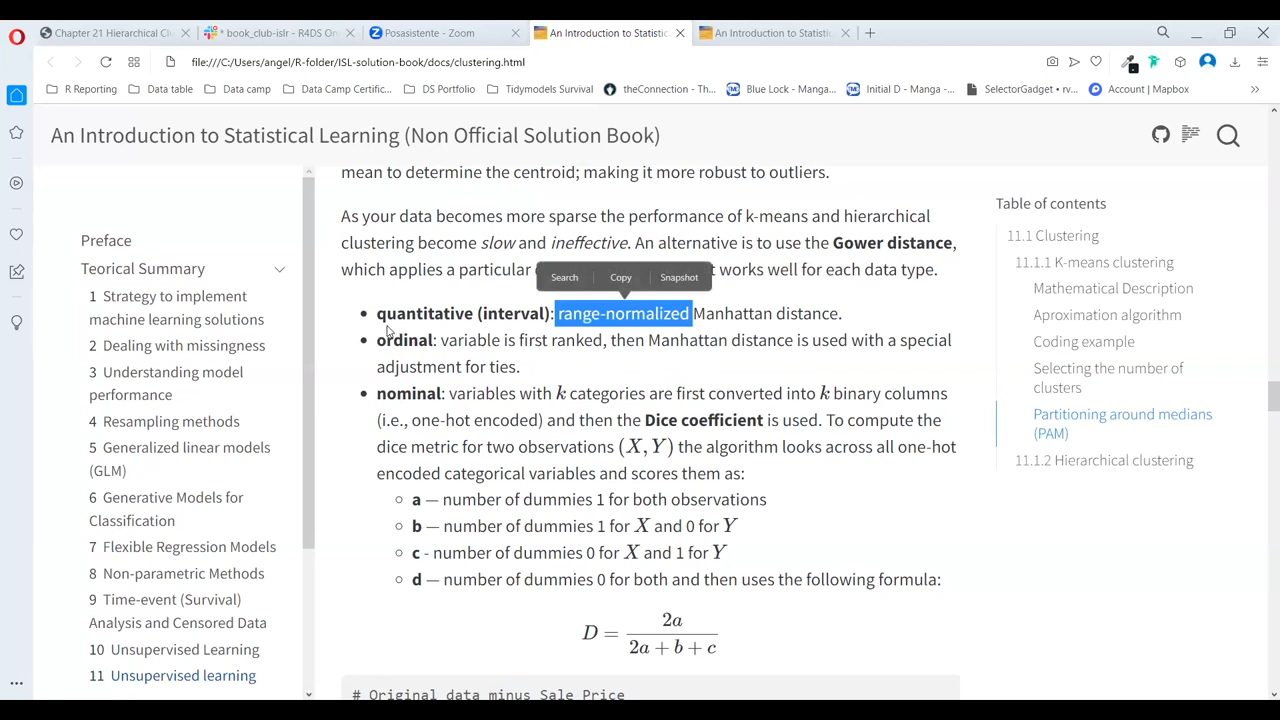 Chapter 21 Hierarchical Cl
* book_club-islr - R4DS On
Posasistente - Zoom
An Introduction to Statistic
An Introduction to Statistic
file:///C:/Users/angel/R-folder/ISL-solution-book/docs/clustering.html
R Reporting
Data table
Data camp
Data Camp Certific...
DS Portfolio
Tidymodels Survival
theConnection - Th...
Blue Lock - Manga...
Initial D - Manga -...
SelectorGadget • rv...
Account | Mapbox
An Introduction to Statistical Learning (Non Official Solution Book)
Preface
Teorical Summary
1 Strategy to implement
machine learning solutions
2 Dealing with missingness
3 Understanding model
performance
4 Resampling methods
5 Generalized linear models
(GLM)
6 Generative Models for
Classification
7 Flexible Regression Models
8 Non-parametric Methods
9 Time-event (Survival)
Analysis and Censored Data
10 Unsupervised Learning
11 Unsupervised learning
mean to determine the centroid; making it more robust to outliers.
As your data becomes more sparse the performance of k-means and hierarchical
clustering become slow and ineffective. An alternative is to use the Gower distance,
which applies a particular works well for each data type.
Search Copy Snapshot
• quantitative (interval): range-normalized Manhattan distance.
• ordinal: variable is first ranked, then Manhattan distance is used with a special
adjustment for ties.
• nominal: variables with k categories are first converted into k binary columns
(i.e., one-hot encoded) and then the Dice coefficient is used. To compute the
dice metric for two observations (X, Y) the algorithm looks across all one-hot
encoded categorical variables and scores them as:
◦ a — number of dummies 1 for both observations
◦ b — number of dummies 1 for X and 0 for Y
◦ c - number of dummies 0 for X and 1 for Y
◦ d — number of dummies 0 for both and then uses the following formula:
D = 2a / (2a + b + c)
# Original data minus Sale Price
Table of contents
11.1 Clustering
11.1.1 K-means clustering
Mathematical Description
Aproximation algorithm
Coding example
Selecting the number of
clusters
Partitioning around medians
(PAM)
11.1.2 Hierarchical clustering